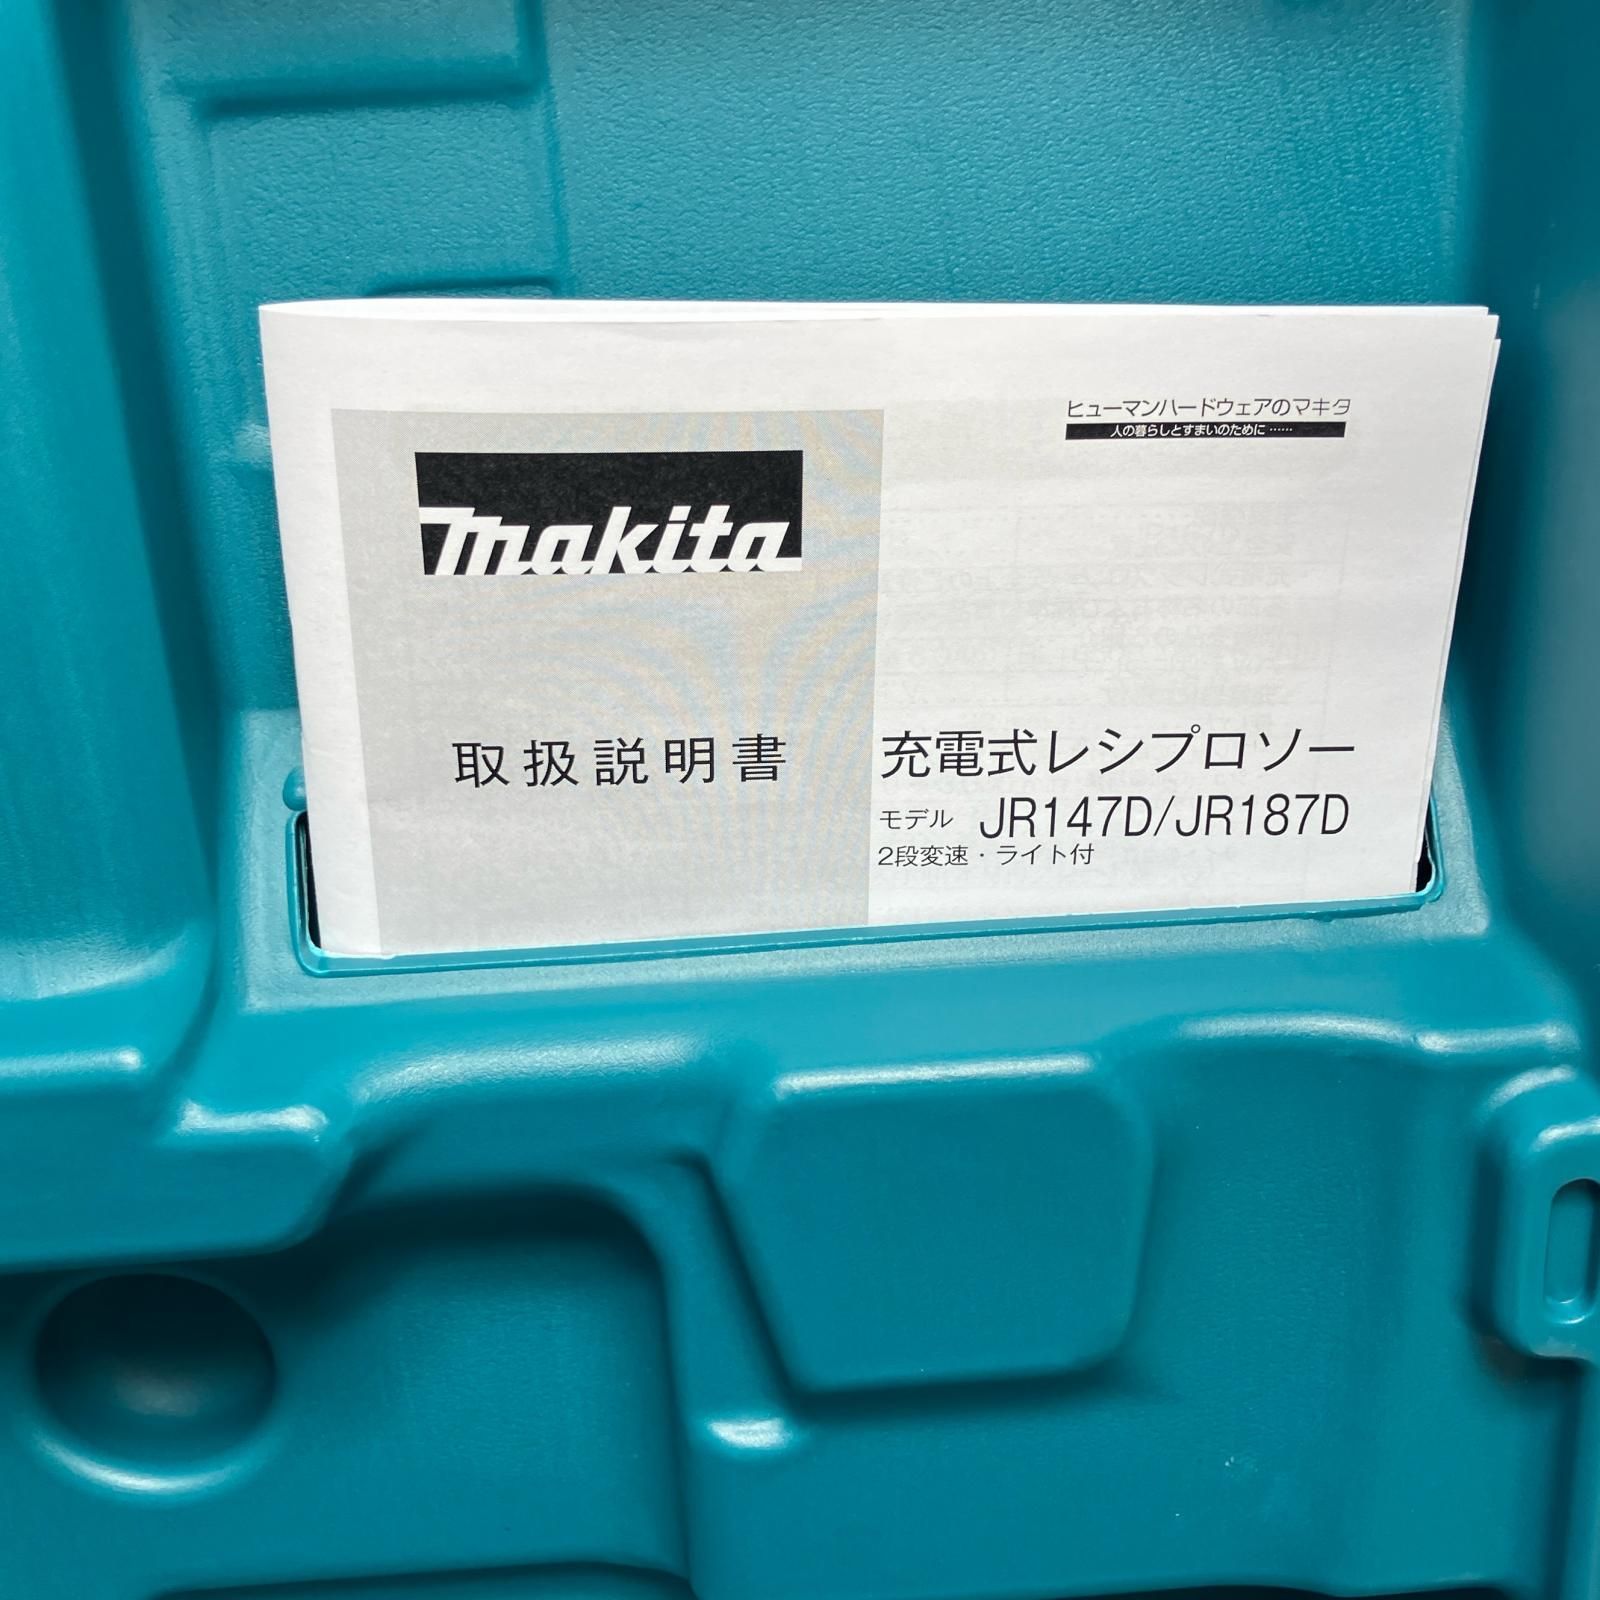 ヒューマンハードウェアのマキタ
人の暮らしとすまいのために……
makita
取扱説明書
充電式レシプロソー
モデル JR147D/JR187D
2段変速・ライト付